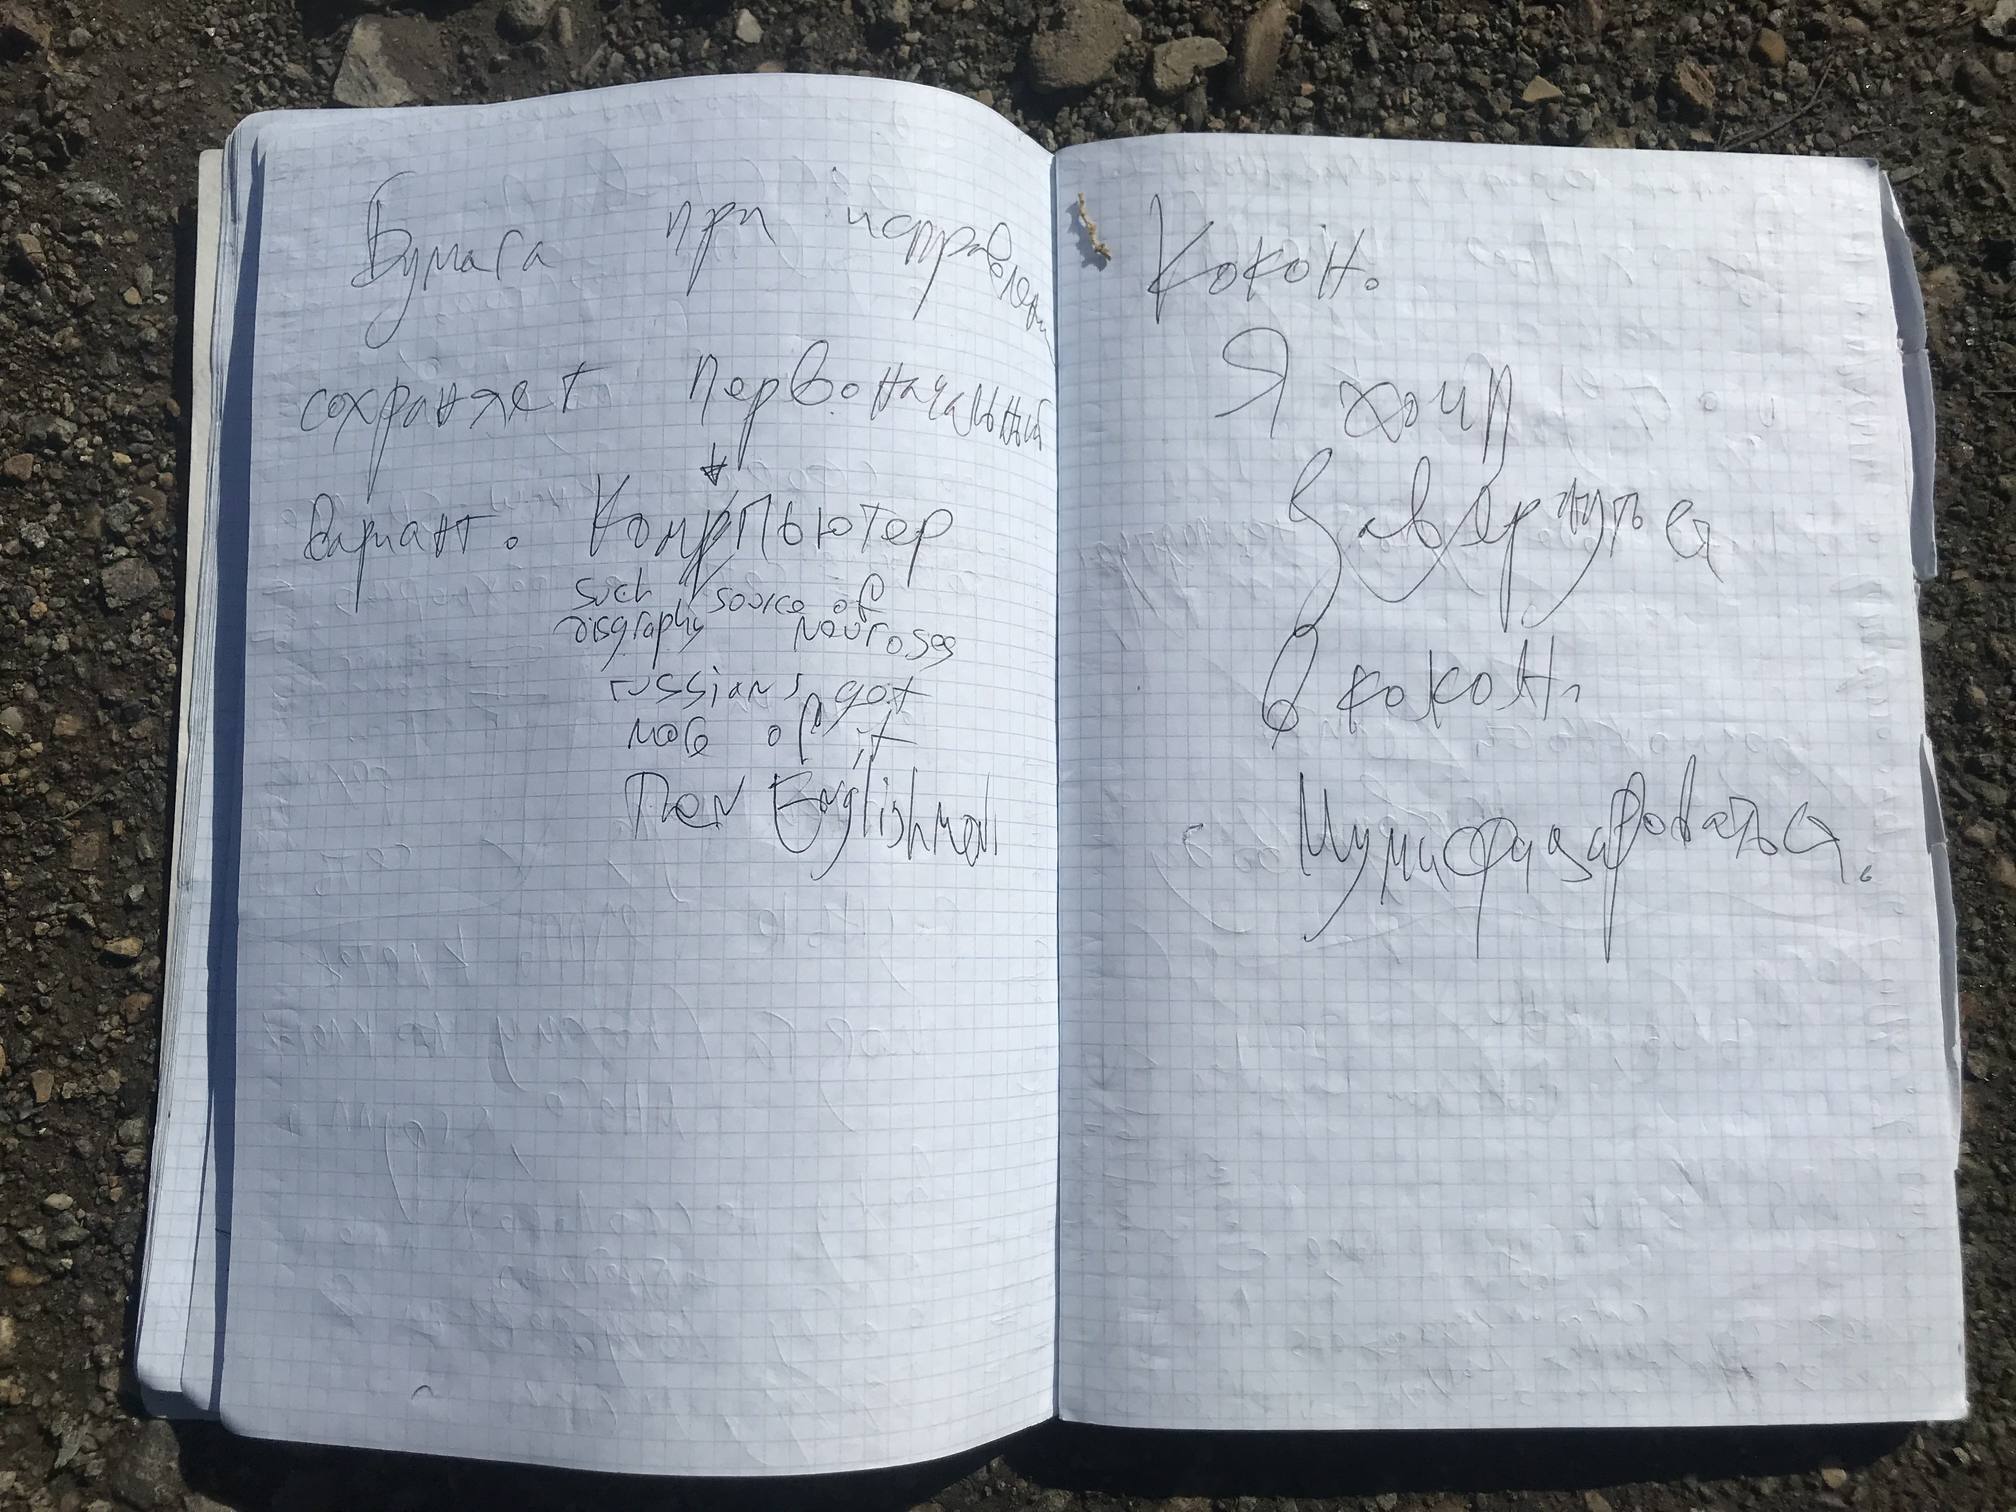 Бумага при исправлении
сохраняет первоначальный
вариант. Компьютер
such source of
disgraphy neuroses
russians got
more of it
Then Englishman
Кокон.
Я хочу
завернуться
в кокон.
Мумифизироваться.